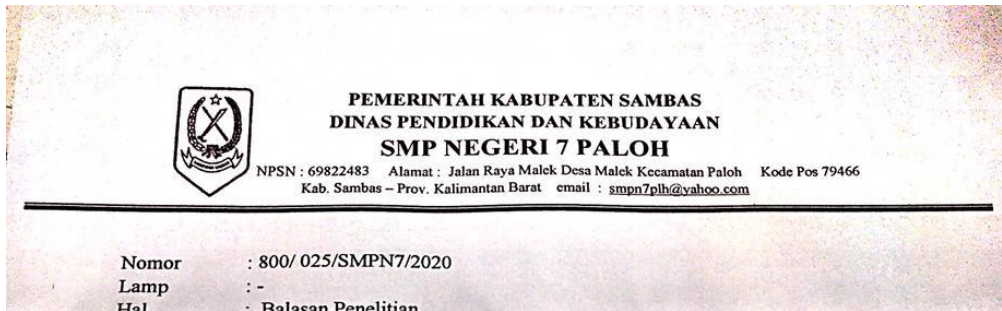 PEMERINTAH KABUPATEN SAMBAS
DINAS PENDIDIKAN DAN KEBUDAYAAN
SMP NEGERI 7 PALOH
NPSN : 69822483 Alamat : Jalan Raya Malek Desa Malek Kecamatan Paloh Kode Pos 79466
Kab. Sambas – Prov. Kalimantan Barat email : smpn7plh@yahoo.com
Nomor : 800/ 025/SMPN7/2020
Lamp : -
Hal : Balasan Penelitian